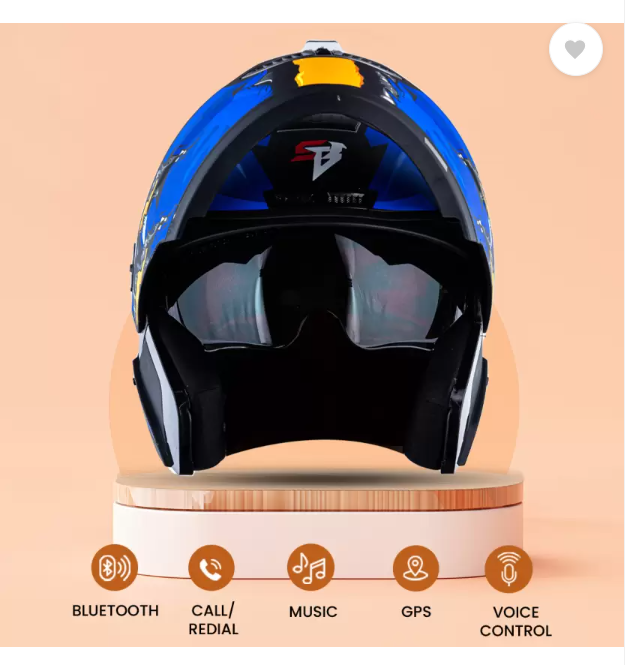 SB
BLUETOOTH
CALL/
REDIAL
MUSIC
GPS
VOICE
CONTROL